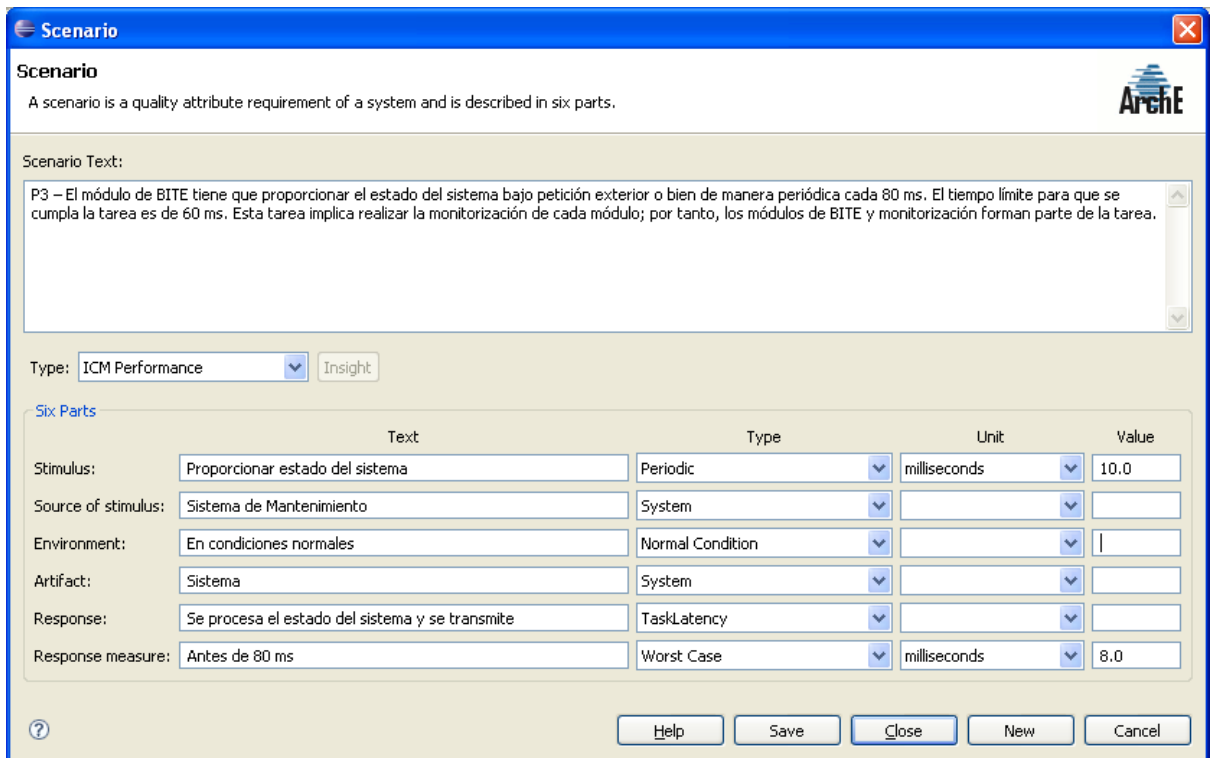 Scenario
Scenario
A scenario is a quality attribute requirement of a system and is described in six parts.
ArchE
Scenario Text:
P3 – El módulo de BITE tiene que proporcionar el estado del sistema bajo petición exterior o bien de manera periódica cada 80 ms. El tiempo límite para que se
cumpla la tarea es de 60 ms. Esta tarea implica realizar la monitorización de cada módulo; por tanto, los módulos de BITE y monitorización forman parte de la tarea.
Type: ICM Performance Insight
Six Parts
Text Type Unit Value
Stimulus: Proporcionar estado del sistema Periodic milliseconds 10.0
Source of stimulus: Sistema de Mantenimiento System
Environment: En condiciones normales Normal Condition
Artifact: Sistema System
Response: Se procesa el estado del sistema y se transmite TaskLatency
Response measure: Antes de 80 ms Worst Case milliseconds 8.0
? Help Save Close New Cancel